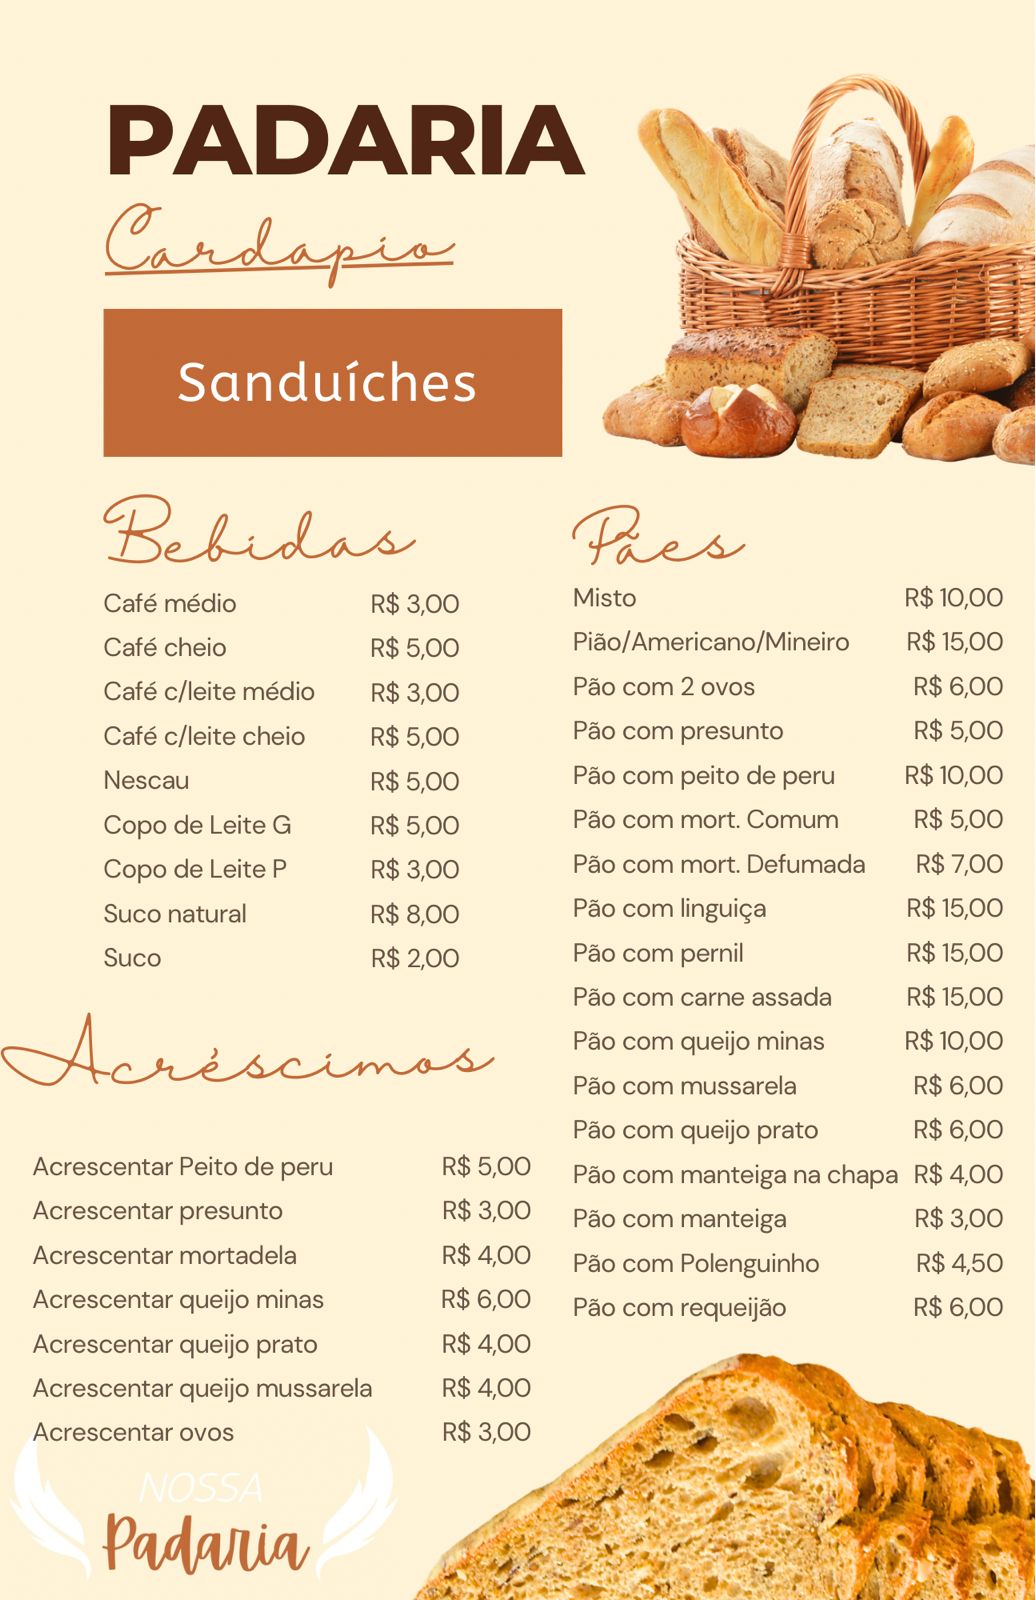 PADARIA
Cardapio
Sanduíches
Bebidas
Café médio R$ 3,00
Café cheio R$ 5,00
Café c/leite médio R$ 3,00
Café c/leite cheio R$ 5,00
Nescau R$ 5,00
Copo de Leite G R$ 5,00
Copo de Leite P R$ 3,00
Suco natural R$ 8,00
Suco R$ 2,00
Acréscimos
Acrescentar Peito de peru R$ 5,00
Acrescentar presunto R$ 3,00
Acrescentar mortadela R$ 4,00
Acrescentar queijo minas R$ 6,00
Acrescentar queijo prato R$ 4,00
Acrescentar queijo mussarela R$ 4,00
Acrescentar ovos R$ 3,00
NOSSA
Padaria
Pães
Misto R$ 10,00
Pião/Americano/Mineiro R$ 15,00
Pão com 2 ovos R$ 6,00
Pão com presunto R$ 5,00
Pão com peito de peru R$ 10,00
Pão com mort. Comum R$ 5,00
Pão com mort. Defumada R$ 7,00
Pão com linguiça R$ 15,00
Pão com pernil R$ 15,00
Pão com carne assada R$ 15,00
Pão com queijo minas R$ 10,00
Pão com mussarela R$ 6,00
Pão com queijo prato R$ 6,00
Pão com manteiga na chapa R$ 4,00
Pão com manteiga R$ 3,00
Pão com Polenguinho R$ 4,50
Pão com requeijão R$ 6,00